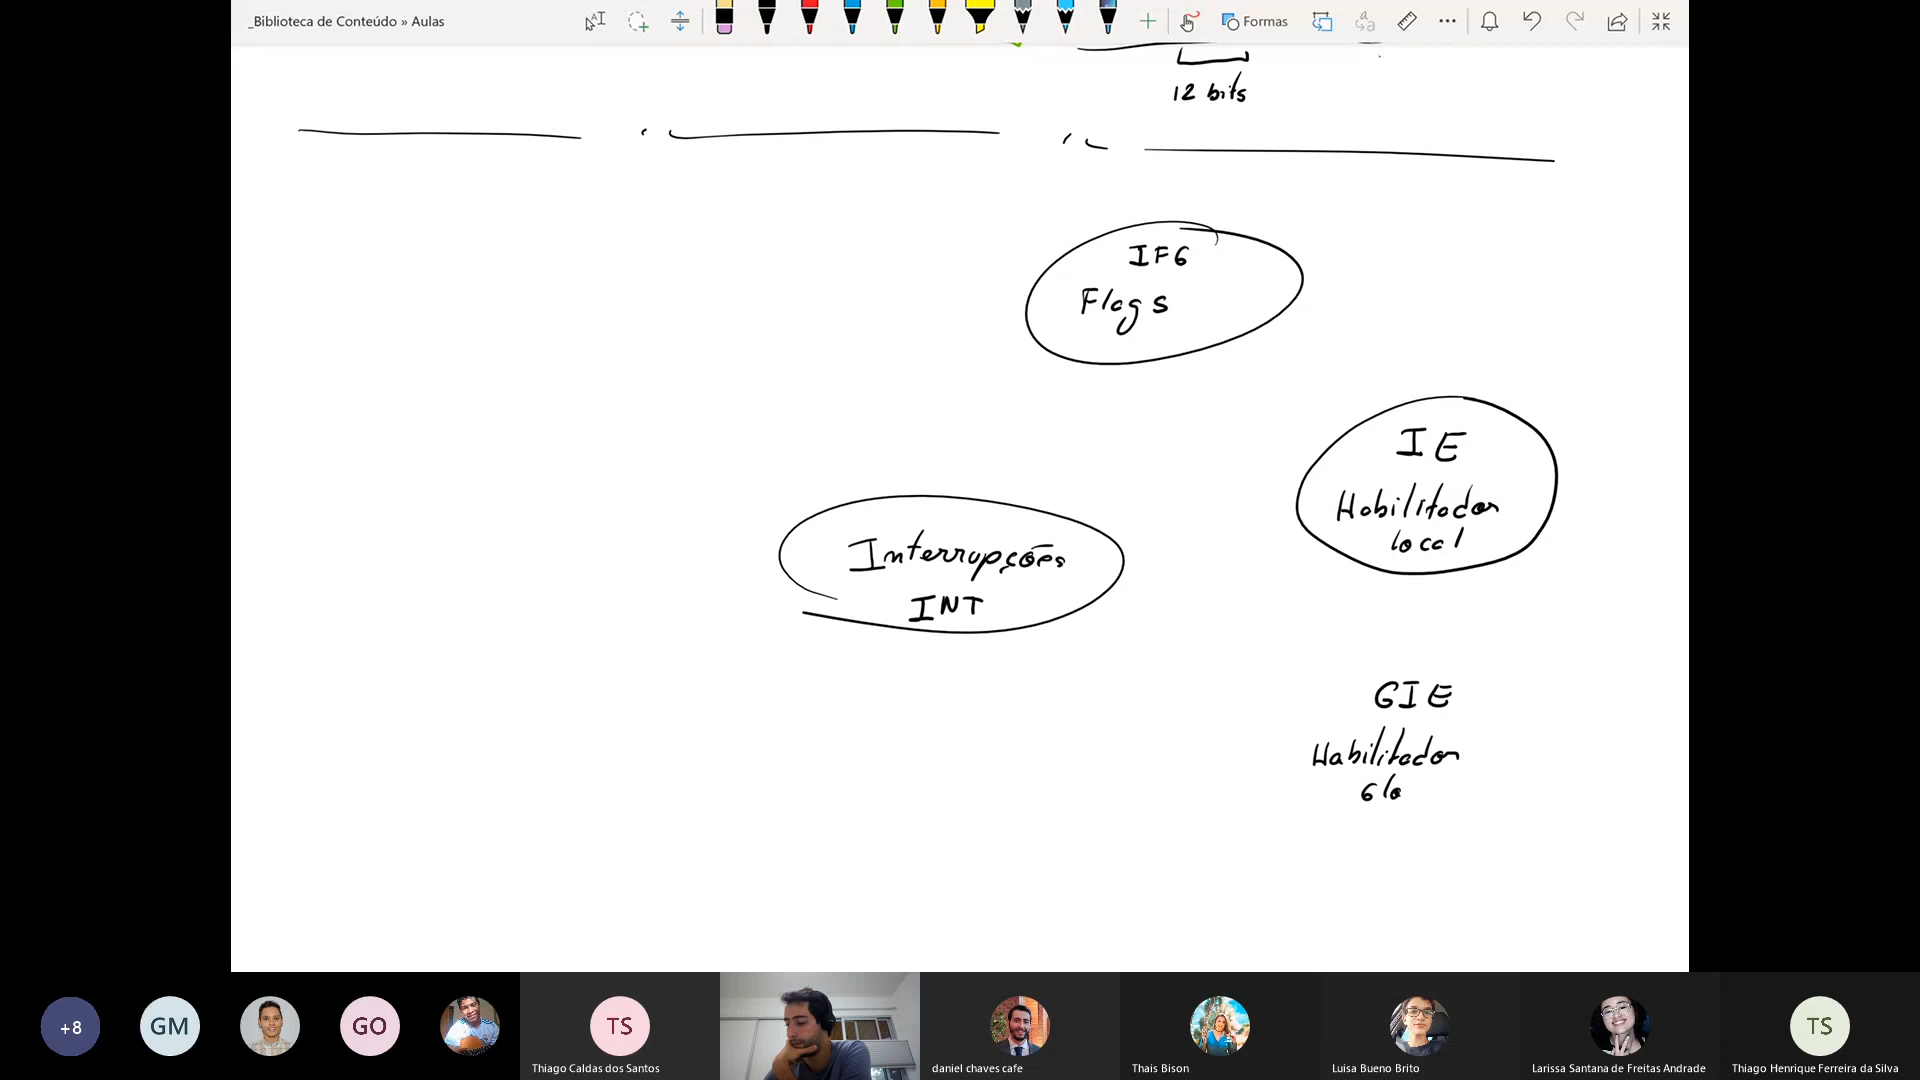 _Biblioteca de Conteúdo » Aulas
Formas
12 bits
IFG
Flags
IE
Habilitador
local
Interrupções
INT
GIE
Habilitador
Glo
+8
GM
GO
TS
TS
Thiago Caldas dos Santos
daniel chaves cafe
Thais Bison
Luisa Bueno Brito
Larissa Santana de Freitas Andrade
Thiago Henrique Ferreira da Silva